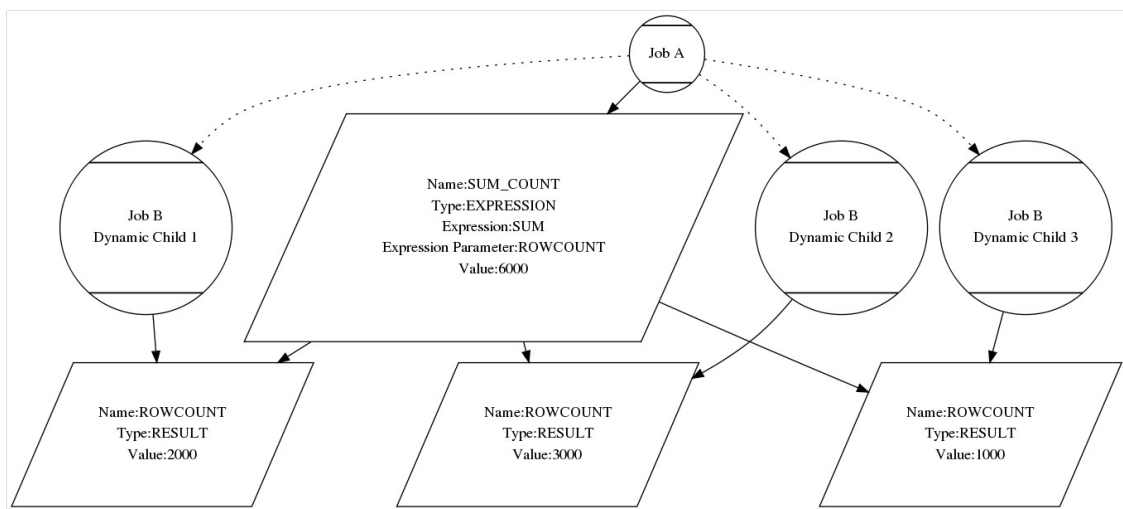 Job A
Name:SUM_COUNT
Type:EXPRESSION
Expression:SUM
Expression Parameter:ROWCOUNT
Value:6000
Job B
Dynamic Child 1
Job B
Dynamic Child 2
Job B
Dynamic Child 3
Name:ROWCOUNT
Type:RESULT
Value:2000
Name:ROWCOUNT
Type:RESULT
Value:3000
Name:ROWCOUNT
Type:RESULT
Value:1000